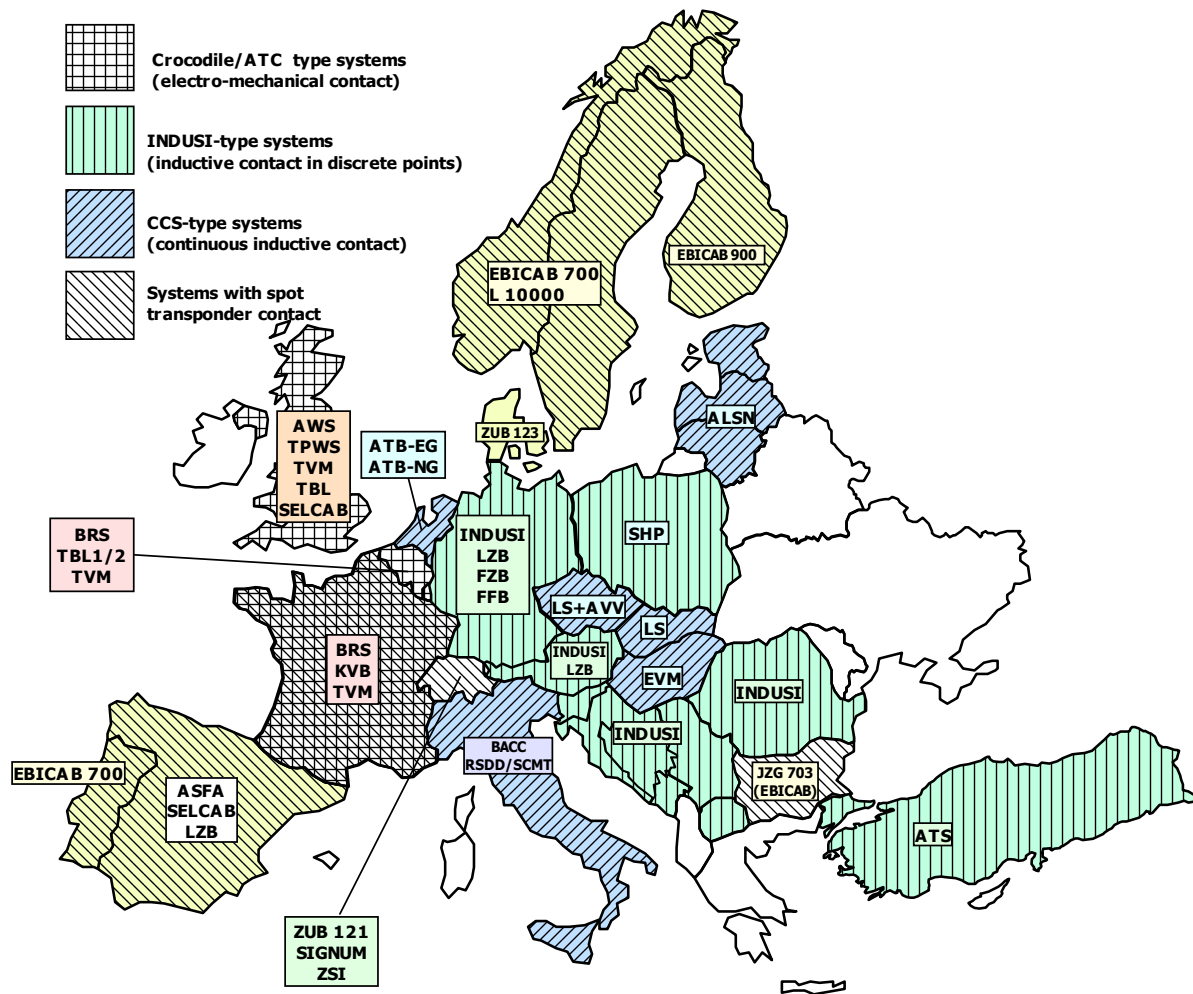 Crocodile/ATC type systems
(electro-mechanical contact)
INDUSI-type systems
(inductive contact in discrete points)
CCS-type systems
(continuous inductive contact)
Systems with spot
transponder contact
EBICAB 700
L 10000
EBICAB 900
ZUB 123
ALSN
AWS
TPWS
TVM
TBL
SELCAB
ATB-EG
ATB-NG
BRS
TBL1/2
TVM
INDUSI
LZB
FZB
FFB
SHP
LS+AVV
LS
INDUSI
LZB
EVM
BRS
KVB
TVM
INDUSI
INDUSI
BACC
RSDD/SCMT
JZG 703
(EBICAB)
EBICAB 700
ASFA
SELCAB
LZB
ATS
ZUB 121
SIGNUM
ZSI